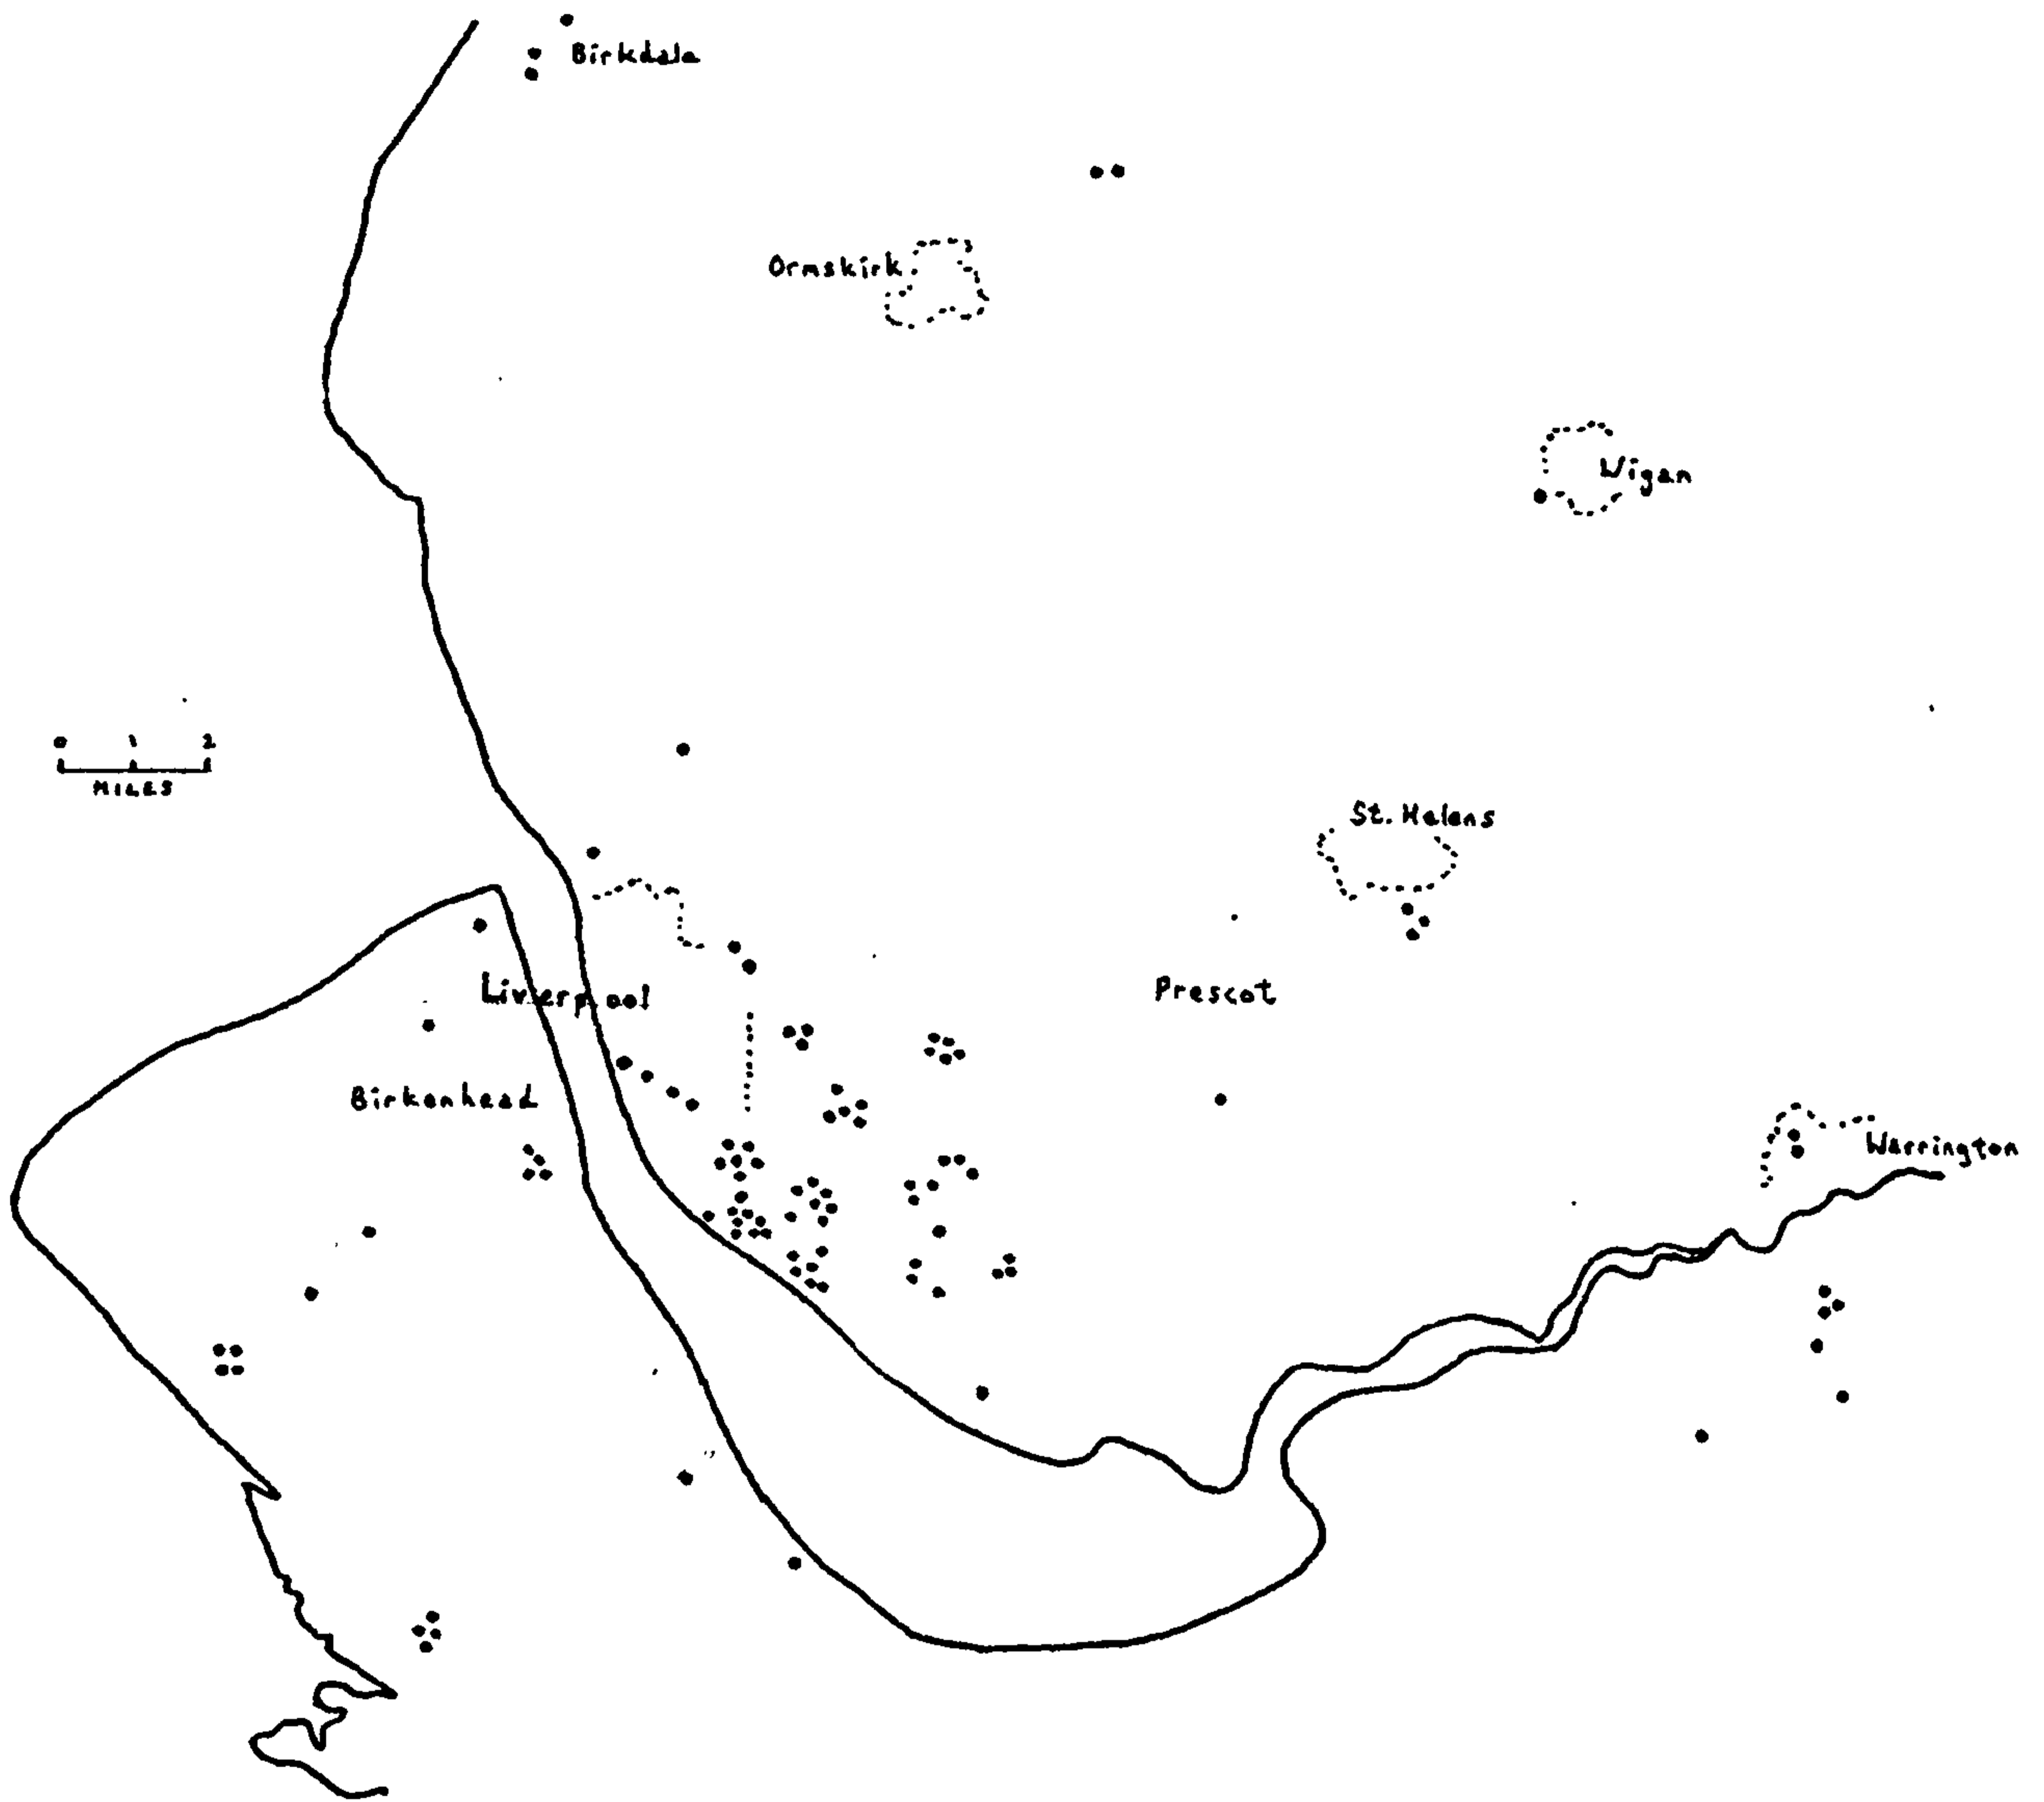 Birkdale
Ormskirk
Wigan
0 1 2
MILES
St. Helens
Liverpool
Prescot
Birkenhead
Warrington